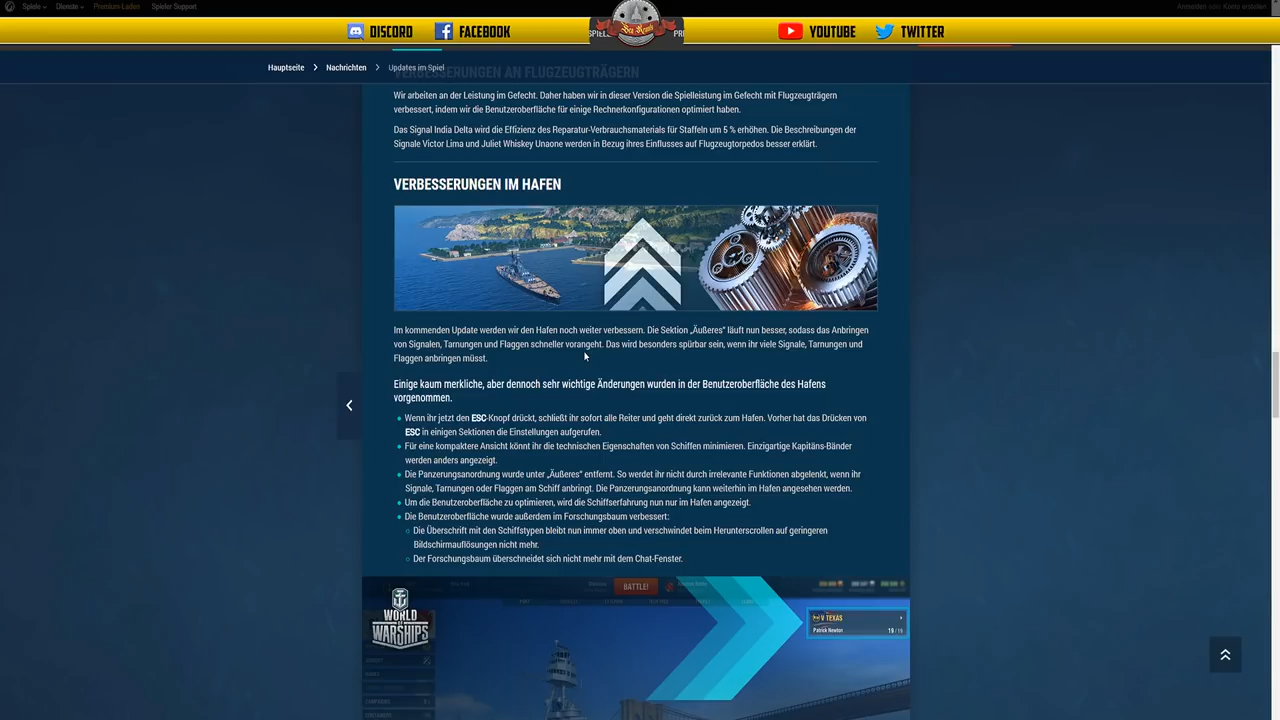 Spiele Dienste Premium-Laden Spieler Support Anmelden oder Konto erstellen
DISCORD FACEBOOK YOUTUBE TWITTER
Hauptseite Nachrichten Updates im Spiel
VERBESSERUNGEN AN FLUGZEUGTRÄGERN
Wir arbeiten an der Leistung im Gefecht. Daher haben wir in dieser Version die Spielleistung im Gefecht mit Flugzeugträgern
verbessert, indem wir die Benutzeroberfläche für einige Rechnerkonfigurationen optimiert haben.
Das Signal India Delta wird die Effizienz des Reparatur-Verbrauchsmaterials für Staffeln um 5 % erhöhen. Die Beschreibungen der
Signale Victor Lima und Juliet Whiskey Unaone werden in Bezug ihres Einflusses auf Flugzeugtorpedos besser erklärt.
VERBESSERUNGEN IM HAFEN
Im kommenden Update werden wir den Hafen noch weiter verbessern. Die Sektion „Äußeres“ läuft nun besser, sodass das Anbringen
von Signalen, Tarnungen und Flaggen schneller vorangeht. Das wird besonders spürbar sein, wenn ihr viele Signale, Tarnungen und
Flaggen anbringen müsst.
Einige kaum merkliche, aber dennoch sehr wichtige Änderungen wurden in der Benutzeroberfläche des Hafens
vorgenommen.
Wenn ihr jetzt den ESC-Knopf drückt, schließt ihr sofort alle Reiter und geht direkt zurück zum Hafen. Vorher hat das Drücken von
ESC in einigen Sektionen die Einstellungen aufgerufen.
Für eine kompaktere Ansicht könnt ihr die technischen Eigenschaften von Schiffen minimieren. Einzigartige Kapitäns-Bänder
werden anders angezeigt.
Die Panzerungsanordnung wurde unter „Äußeres“ entfernt. So werdet ihr nicht durch irrelevante Funktionen abgelenkt, wenn ihr
Signale, Tarnungen oder Flaggen am Schiff anbringt. Die Panzerungsanordnung kann weiterhin im Hafen angesehen werden.
Um die Benutzeroberfläche zu optimieren, wird die Schiffserfahrung nun nur im Hafen angezeigt.
Die Benutzeroberfläche wurde außerdem im Forschungsbaum verbessert:
Die Überschrift mit den Schiffstypen bleibt nun immer oben und verschwindet beim Herunterscrollen auf geringeren
Bildschirmauflösungen nicht mehr.
Der Forschungsbaum überschneidet sich nicht mehr mit dem Chat-Fenster.
BATTLE!
WORLD
OF
WARSHIPS
V TEXAS
Patrick Newton 19 / 19